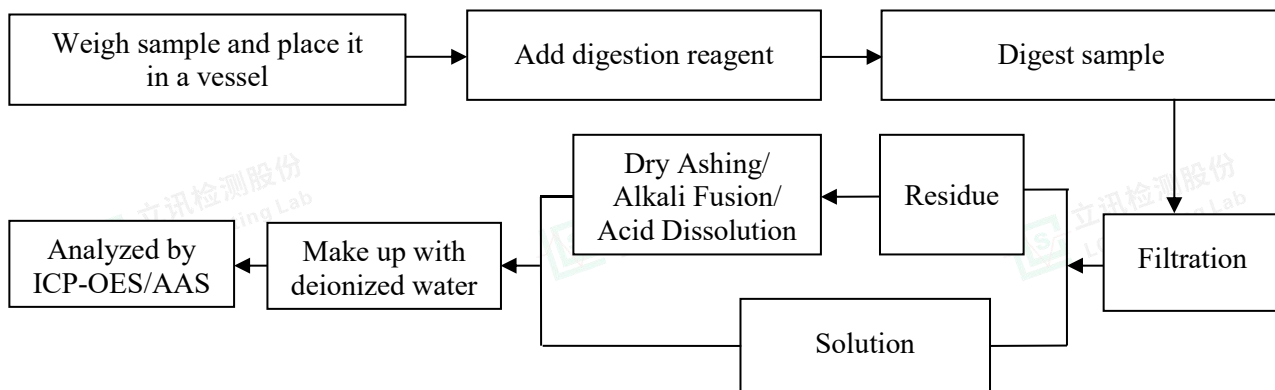 Weigh sample and place it
in a vessel
Add digestion reagent
Digest sample
Filtration
Residue
Dry Ashing/
Alkali Fusion/
Acid Dissolution
Solution
Make up with
deionized water
Analyzed by
ICP-OES/AAS
立讯检测股份
立讯检测股份